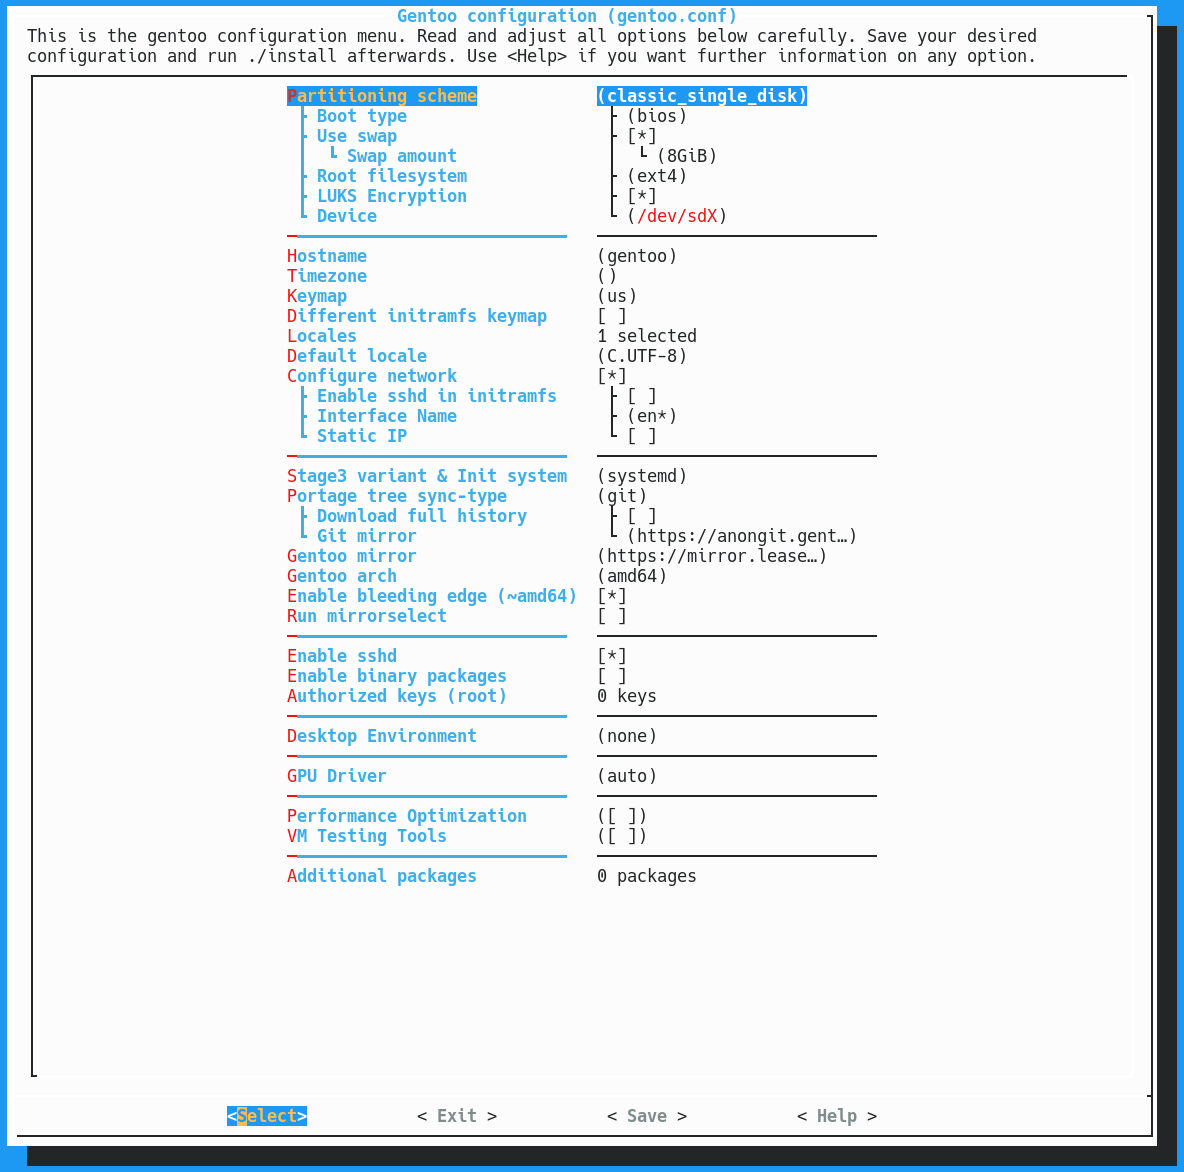 Gentoo configuration (gentoo.conf)
This is the gentoo configuration menu. Read and adjust all options below carefully. Save your desired
configuration and run ./install afterwards. Use <Help> if you want further information on any option.
Partitioning scheme (classic_single_disk)
├ Boot type ├ (bios)
├ Use swap ├ [*]
│ └ Swap amount │ └ (8GiB)
├ Root filesystem ├ (ext4)
├ LUKS Encryption ├ [*]
└ Device └ (/dev/sdX)
Hostname (gentoo)
Timezone ()
Keymap (us)
Different initramfs keymap [ ]
Locales 1 selected
Default locale (C.UTF-8)
Configure network [*]
├ Enable sshd in initramfs ├ [ ]
├ Interface Name ├ (en*)
└ Static IP └ [ ]
Stage3 variant & Init system (systemd)
Portage tree sync-type (git)
├ Download full history ├ [ ]
└ Git mirror └ (https://anongit.gent…)
Gentoo mirror (https://mirror.lease…)
Gentoo arch (amd64)
Enable bleeding edge (~amd64) [*]
Run mirrorselect [ ]
Enable sshd [*]
Enable binary packages [ ]
Authorized keys (root) 0 keys
Desktop Environment (none)
GPU Driver (auto)
Performance Optimization ([ ])
VM Testing Tools ([ ])
Additional packages 0 packages
<Select> < Exit > < Save > < Help >